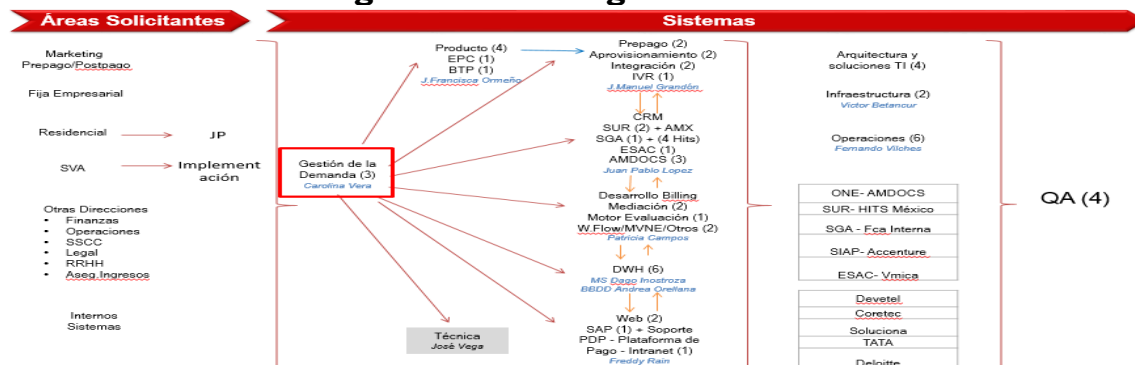 Áreas Solicitantes
Sistemas
Marketing
Prepago/Postpago
Fija Empresarial
Residencial
JP
SVA
Implement
ación
Otras Direcciones
• Finanzas
• Operaciones
• SSCC
• Legal
• RRHH
• Aseg.Ingresos
Internos
Sistemas
Gestión de la
Demanda (3)
Carolina Vera
Producto (4)
EPC (1)
BTP (1)
J.Francisca Ormeño
Técnica
José Vega
Prepago (2)
Aprovisionamiento (2)
Integración (2)
IVR (1)
J.Manuel Grandón
CRM
SUR (2) + AMX
SGA (1) + (4 Hits)
ESAC (1)
AMDOCS (3)
Juan Pablo Lopez
Desarrollo Billing
Mediación (2)
Motor Evaluación (1)
W.Flow/MVNE/Otros (2)
Patricia Campos
DWH (6)
MS Dago Inostroza
BBDD Andrea Orellana
Web (2)
SAP (1) + Soporte
PDP - Plataforma de
Pago - Intranet (1)
Freddy Rain
Arquitectura y
soluciones TI (4)
Infraestructura (2)
Victor Betancur
Operaciones (6)
Fernando Vilches
ONE- AMDOCS
SUR- HITS México
SGA - Fca Interna
SIAP- Accenture
ESAC- Vmica
Devetel
Coretec
Soluciona
TATA
Deloitte
QA (4)